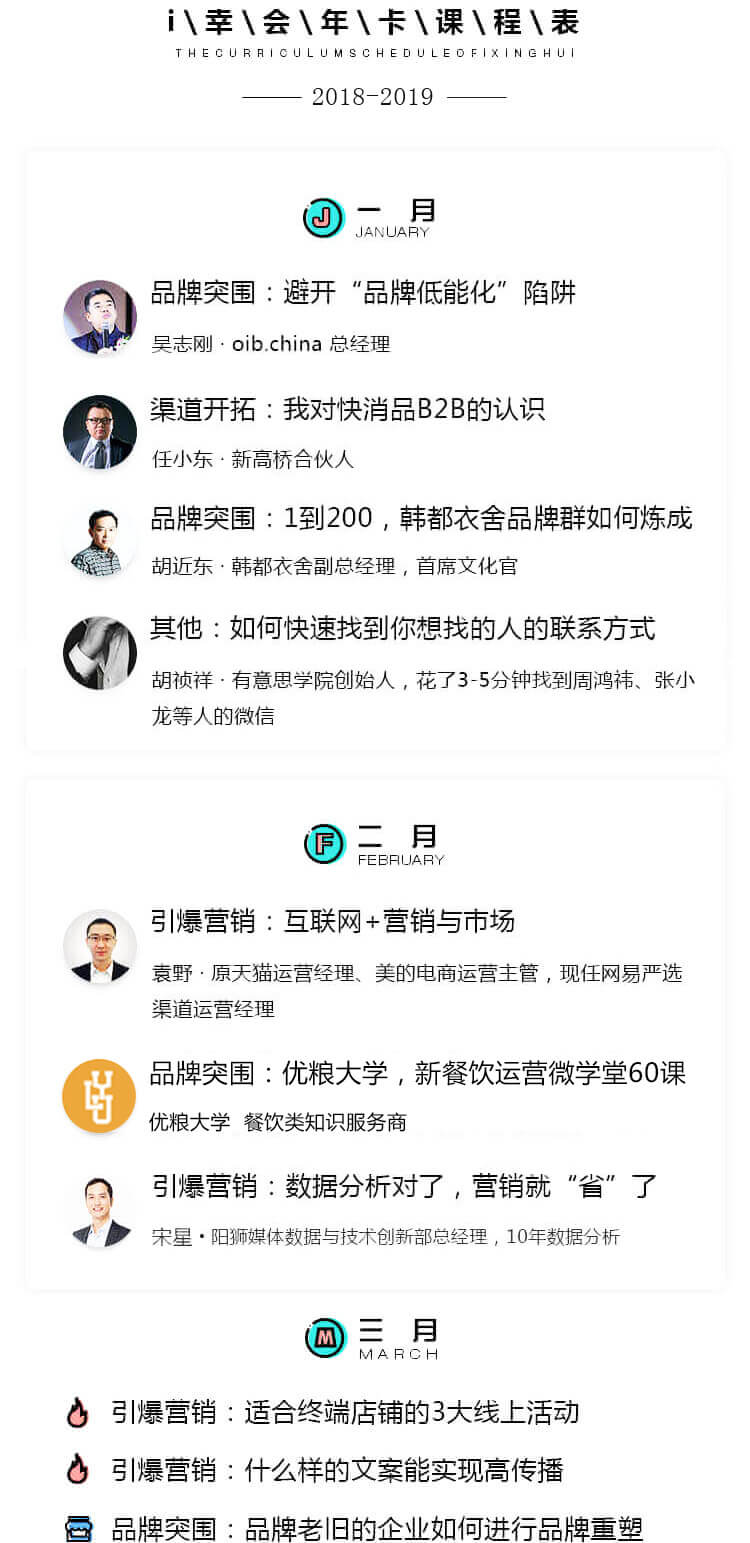 i\幸\会\年\卡\课\程\表
THECURRICULUMSCHEDULEOFIXINGHUI
2018-2019
J 一 月
JANUARY
品牌突围：避开“品牌低能化”陷阱
吴志刚 · oib.china 总经理
渠道开拓：我对快消品B2B的认识
任小东 · 新高桥合伙人
品牌突围：1到200，韩都衣舍品牌群如何炼成
胡近东 · 韩都衣舍副总经理，首席文化官
其他：如何快速找到你想找的人的联系方式
胡祯祥 · 有意思学院创始人，花了3-5分钟找到周鸿祎、张小
龙等人的微信
F 二 月
FEBRUARY
引爆营销：互联网+营销与市场
袁野 · 原天猫运营经理、美的电商运营主管，现任网易严选
渠道运营经理
品牌突围：优粮大学，新餐饮运营微学堂60课
优粮大学 餐饮类知识服务商
引爆营销：数据分析对了，营销就“省”了
宋星 • 阳狮媒体数据与技术创新部总经理，10年数据分析
M 三 月
MARCH
引爆营销：适合终端店铺的3大线上活动
引爆营销：什么样的文案能实现高传播
品牌突围：品牌老旧的企业如何进行品牌重塑